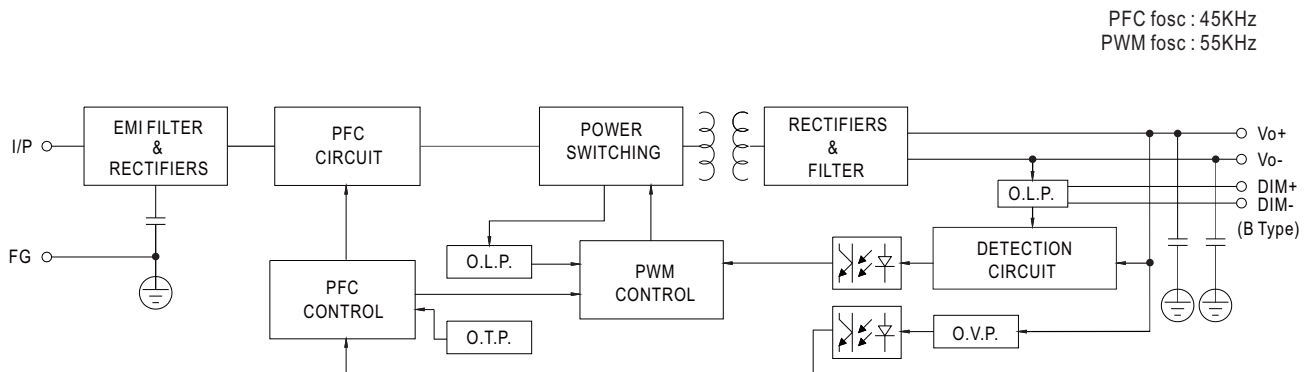 PFC fosc : 45KHz
PWM fosc : 55KHz
I/P
EMI FILTER
&
RECTIFIERS
PFC
CIRCUIT
POWER
SWITCHING
RECTIFIERS
&
FILTER
Vo+
Vo-
DIM+
DIM-
(B Type)
O.L.P.
FG
O.L.P.
PFC
CONTROL
PWM
CONTROL
DETECTION
CIRCUIT
O.T.P.
O.V.P.